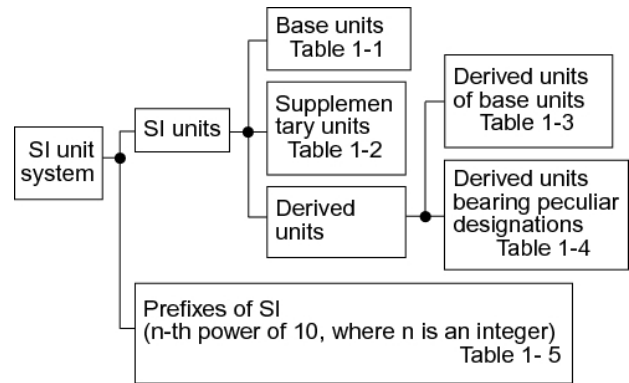 SI unit
system
SI units
Base units
Table 1-1
Supplemen
tary units
Table 1-2
Derived
units
Derived units
of base units
Table 1-3
Derived units
bearing peculiar
designations
Table 1-4
Prefixes of SI
(n-th power of 10, where n is an integer)
Table 1- 5